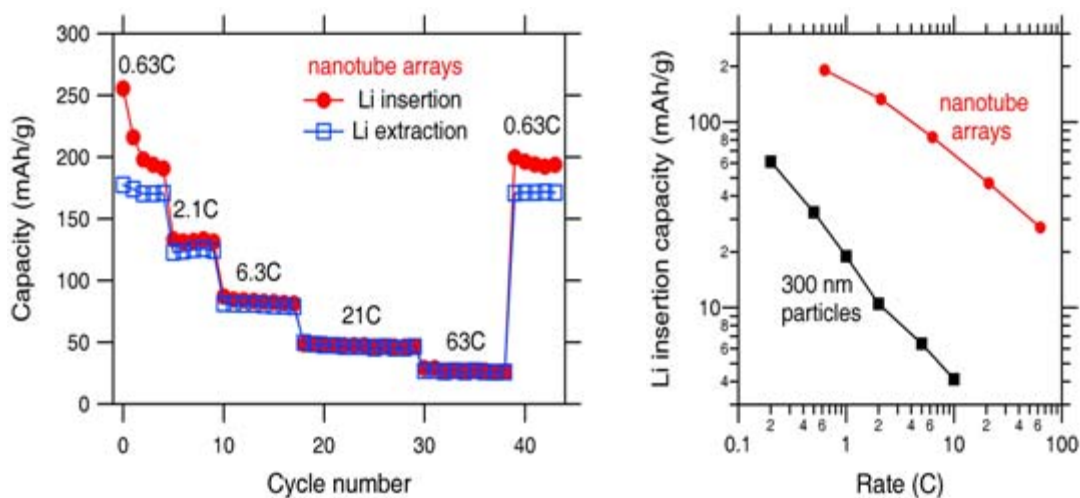 300
250
200
150
100
50
0
Capacity (mAh/g)
0.63C
nanotube arrays
Li insertion
Li extraction
2.1C
6.3C
21C
63C
0.63C
0 10 20 30 40
Cycle number
Li insertion capacity (mAh/g)
2
100
8
6
4
2
10
8
6
4
nanotube
arrays
300 nm
particles
0.1 2 4 6 1 2 4 6 10 2 4 6 100
Rate (C)